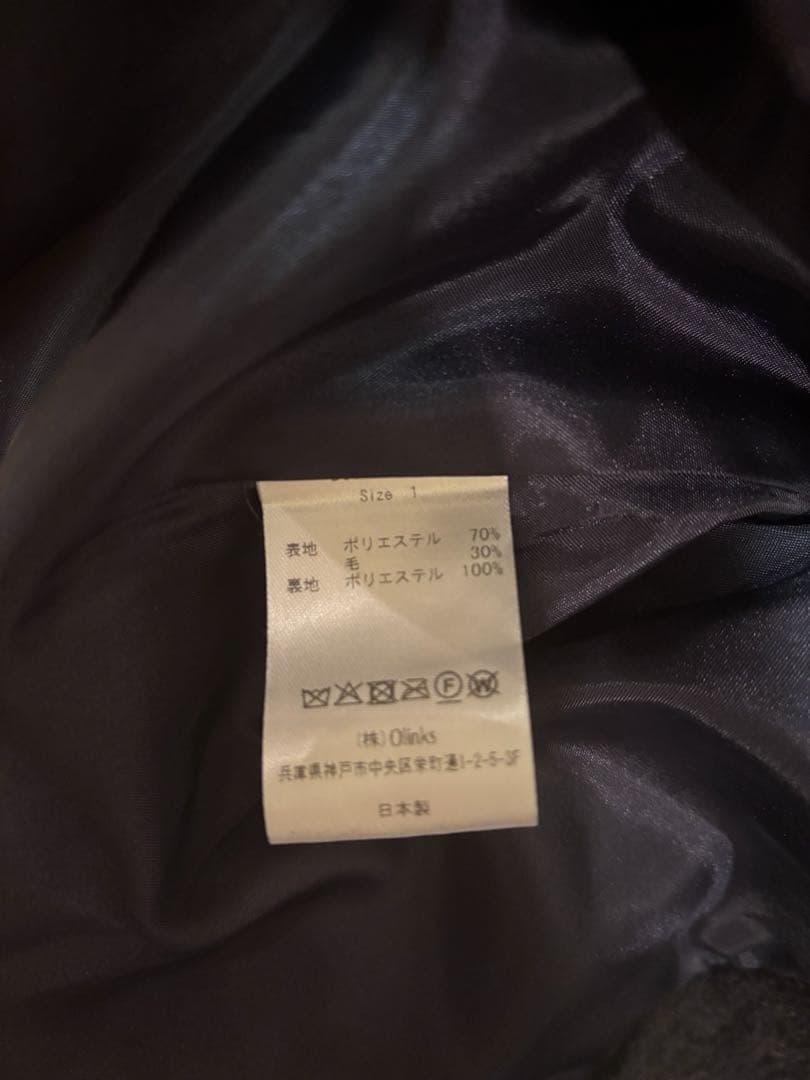 Size 1
表地 ポリエステル 70%
毛 30%
裏地 ポリエステル 100%
F W
(株)Olinks
兵庫県神戸市中央区栄町通1-2-5-3F
日本製